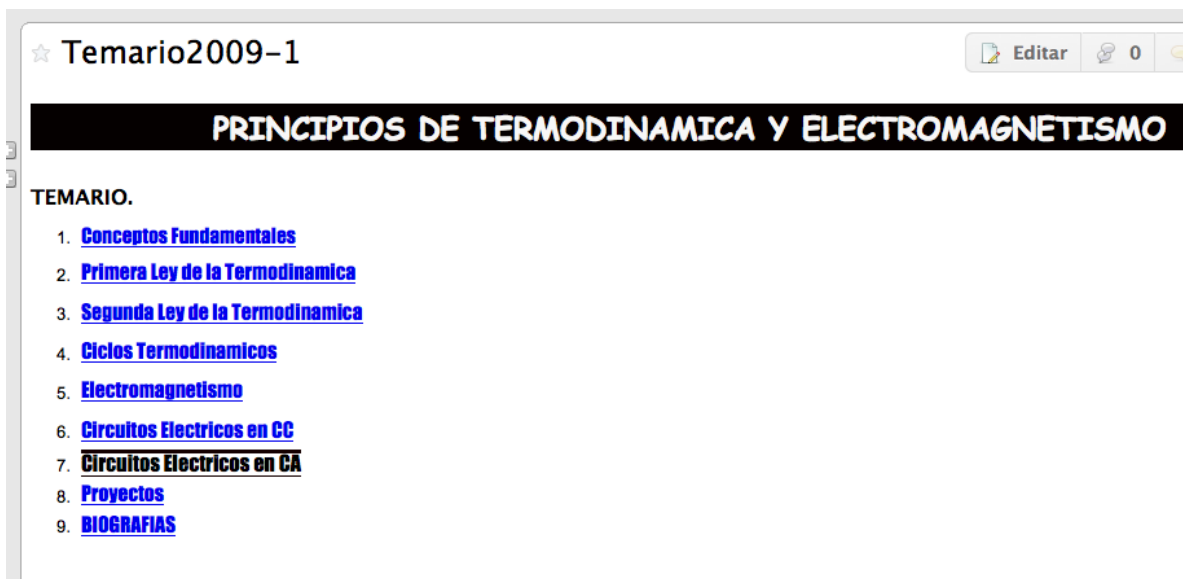 Temario2009-1
Editar
0
PRINCIPIOS DE TERMODINAMICA Y ELECTROMAGNETISMO
TEMARIO.
1. Conceptos Fundamentales
2. Primera Ley de la Termodinamica
3. Segunda Ley de la Termodinamica
4. Ciclos Termodinamicos
5. Electromagnetismo
6. Circuitos Electricos en CC
7. Circuitos Electricos en CA
8. Proyectos
9. BIOGRAFIAS